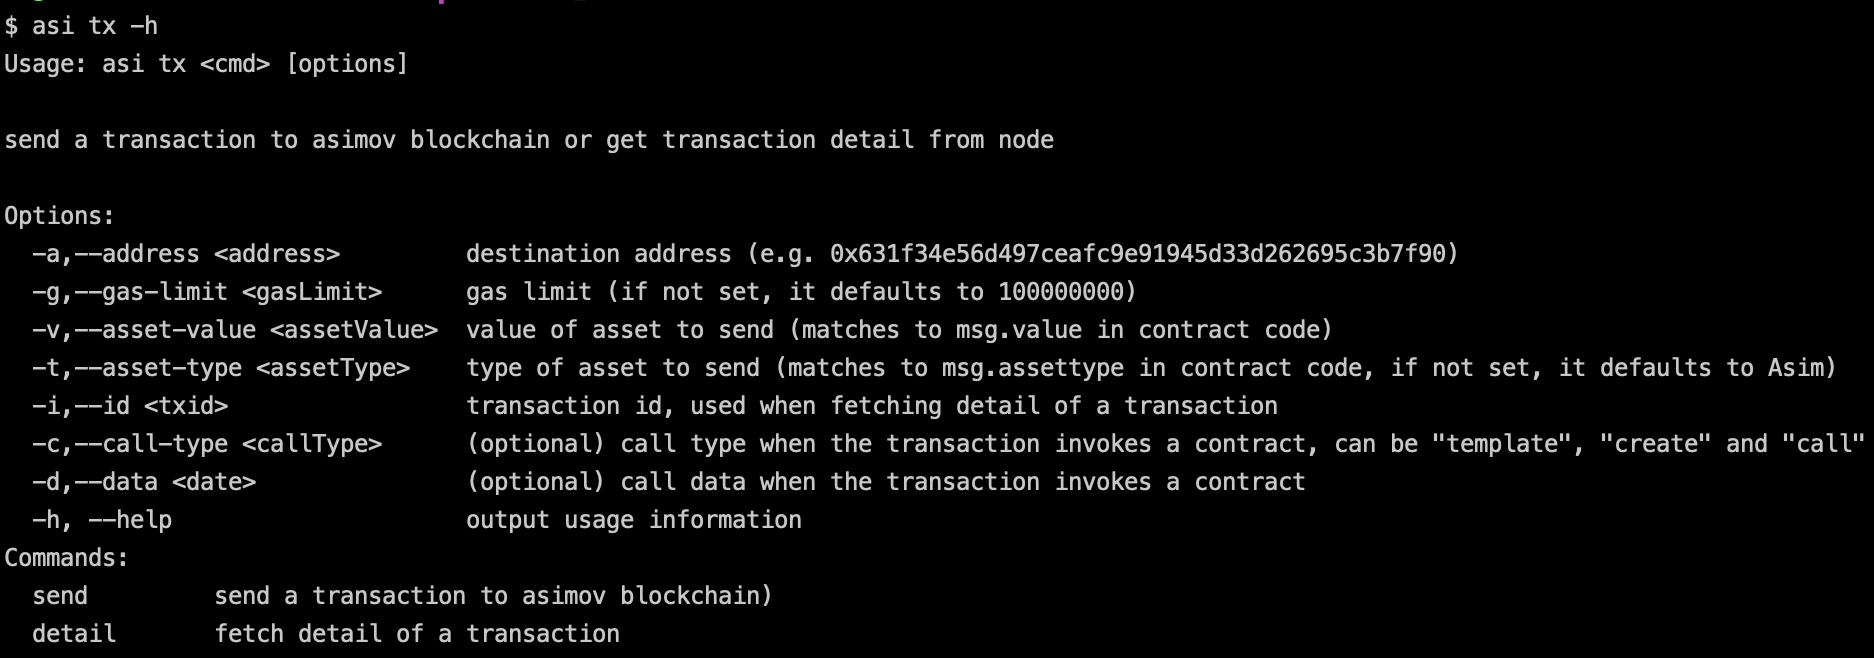 $ asi tx -h
Usage: asi tx <cmd> [options]
send a transaction to asimov blockchain or get transaction detail from node
Options:
-a,--address <address> destination address (e.g. 0x631f34e56d497ceafc9e91945d33d262695c3b7f90)
-g,--gas-limit <gasLimit> gas limit (if not set, it defaults to 100000000)
-v,--asset-value <assetValue> value of asset to send (matches to msg.value in contract code)
-t,--asset-type <assetType> type of asset to send (matches to msg.assettype in contract code, if not set, it defaults to Asim)
-i,--id <txid> transaction id, used when fetching detail of a transaction
-c,--call-type <callType> (optional) call type when the transaction invokes a contract, can be "template", "create" and "call"
-d,--data <date> (optional) call data when the transaction invokes a contract
-h, --help output usage information
Commands:
send send a transaction to asimov blockchain)
detail fetch detail of a transaction